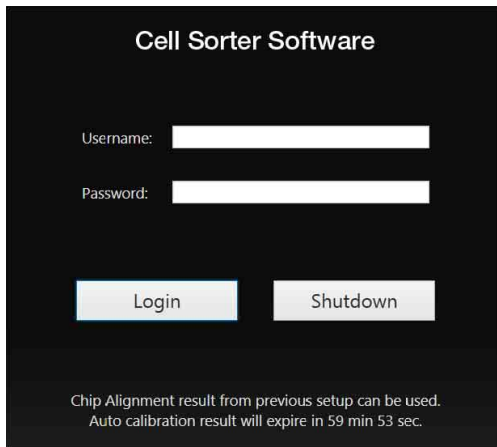 Cell Sorter Software
Username:
Password:
Login
Shutdown
Chip Alignment result from previous setup can be used.
Auto calibration result will expire in 59 min 53 sec.